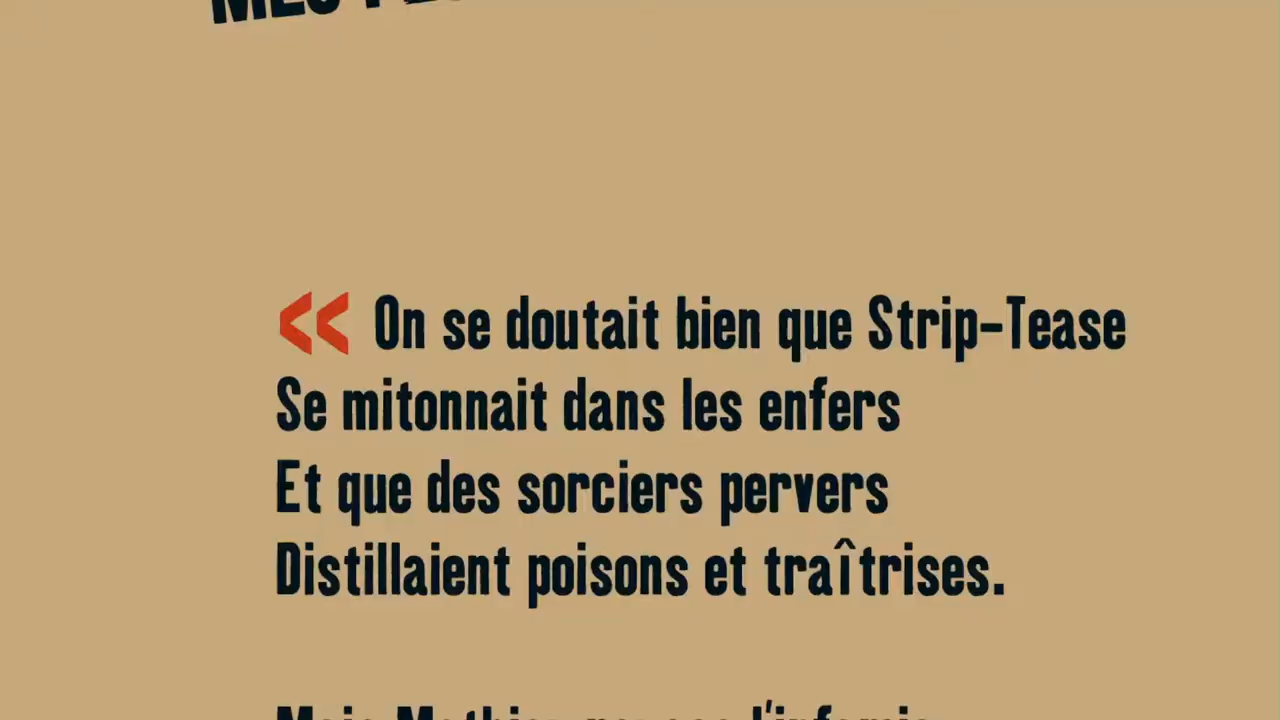 « On se doutait bien que Strip-Tease
Se mitonnait dans les enfers
Et que des sorciers pervers
Distillaient poisons et traîtrises.